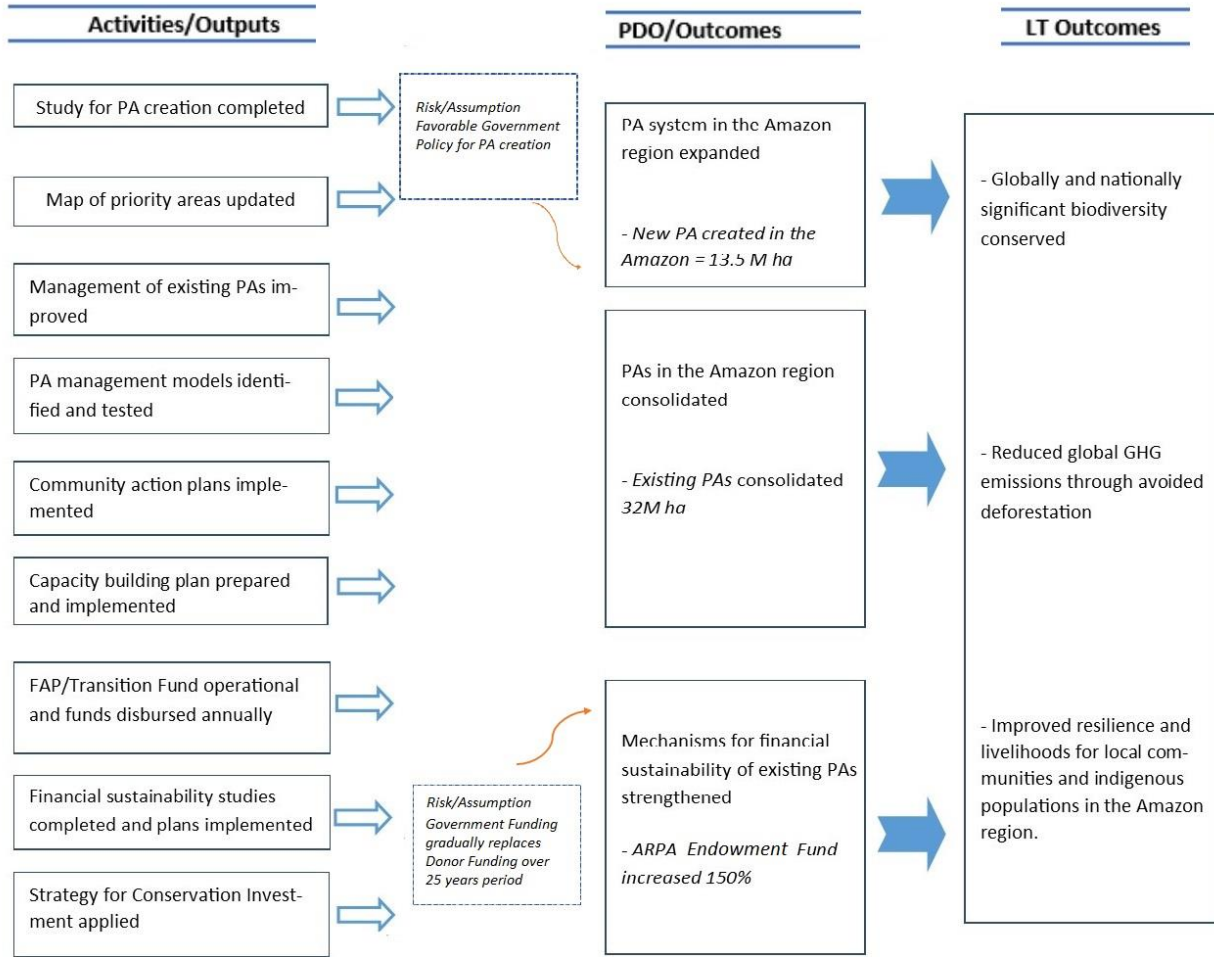 Activities/Outputs
PDO/Outcomes
LT Outcomes
Study for PA creation completed
Map of priority areas updated
Management of existing PAs im-
proved
PA management models identi-
fied and tested
Community action plans imple-
mented
Capacity building plan prepared
and implemented
FAP/Transition Fund operational
and funds disbursed annually
Financial sustainability studies
completed and plans implemented
Strategy for Conservation Invest-
ment applied
Risk/Assumption
Favorable Government
Policy for PA creation
Risk/Assumption
Government Funding
gradually replaces
Donor Funding over
25 years period
PA system in the Amazon
region expanded
- New PA created in the
Amazon = 13.5 M ha
PAs in the Amazon region
consolidated
- Existing PAs consolidated
32M ha
Mechanisms for financial
sustainability of existing PAs
strengthened
- ARPA Endowment Fund
increased 150%
- Globally and nationally
significant biodiversity
conserved
- Reduced global GHG
emissions through avoided
deforestation
- Improved resilience and
livelihoods for local com-
munities and indigenous
populations in the Amazon
region.